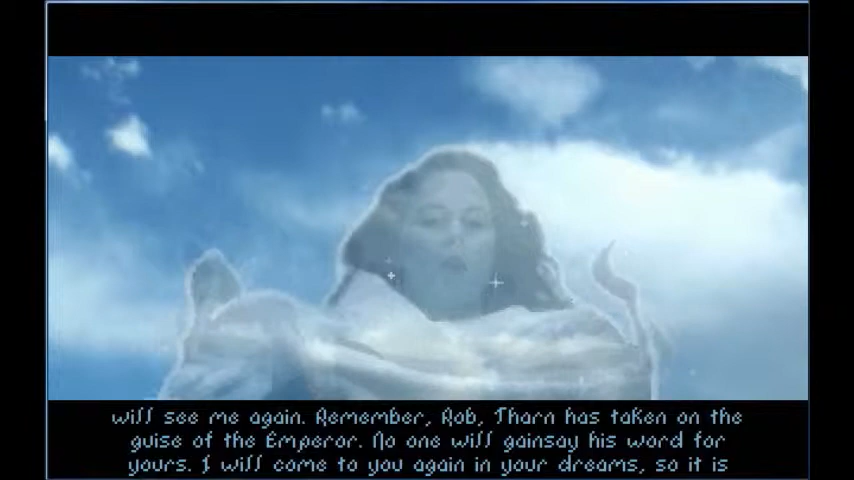 will see me again. Remember, Rob, Tharn has taken on the
guise of the Emperor. No one will gainsay his word for
yours. I will come to you again in your dreams, so it is